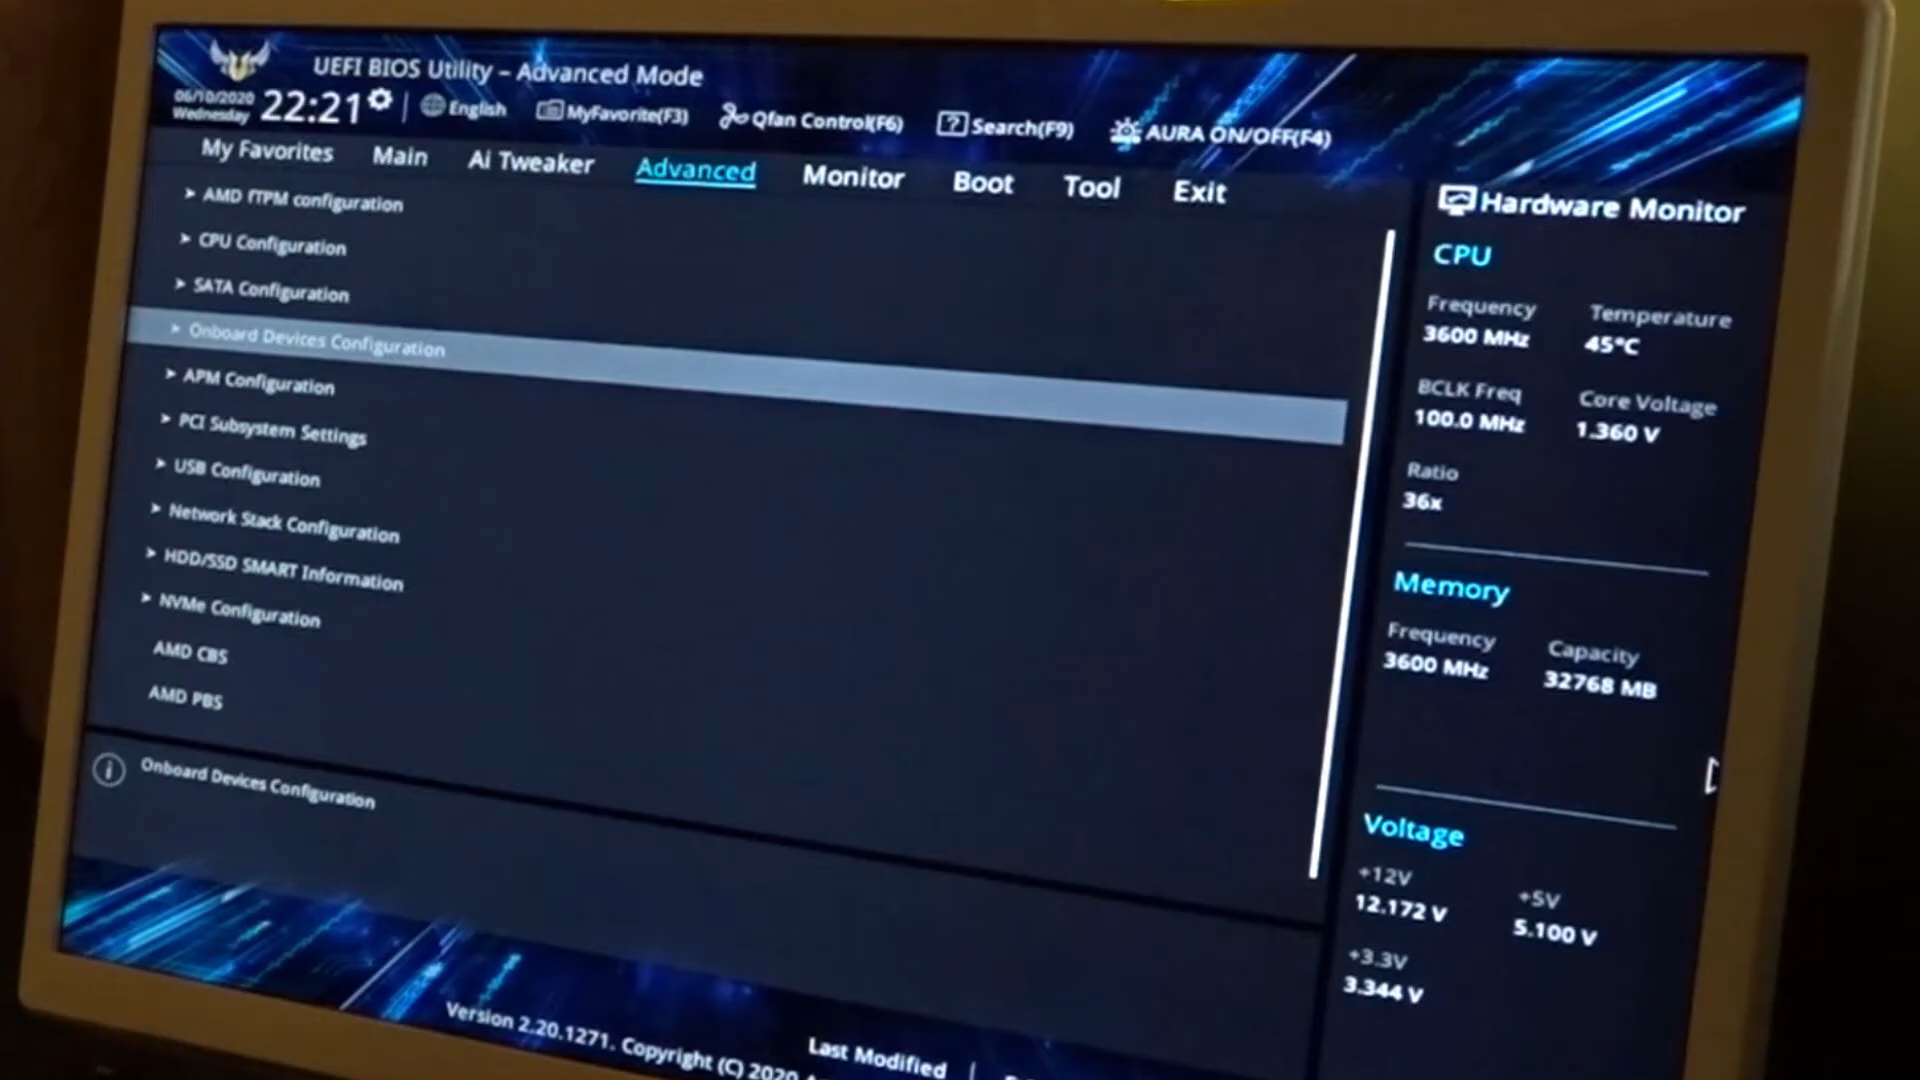 UEFI BIOS Utility – Advanced Mode
06/10/2020
Wednesday
22:21
English
MyFavorite(F3)
Qfan Control(F6)
? Search(F9)
AURA ON/OFF(F4)
My Favorites
Main
Ai Tweaker
Advanced
Monitor
Boot
Tool
Exit
AMD fTPM configuration
CPU Configuration
SATA Configuration
Onboard Devices Configuration
APM Configuration
PCI Subsystem Settings
USB Configuration
Network Stack Configuration
HDD/SSD SMART Information
NVMe Configuration
AMD CBS
AMD PBS
i Onboard Devices Configuration
Hardware Monitor
CPU
Frequency
Temperature
3600 MHz
45°C
BCLK Freq
Core Voltage
100.0 MHz
1.360 V
Ratio
36x
Memory
Frequency
Capacity
3600 MHz
32768 MB
Voltage
+12V
+5V
12.172 V
5.100 V
+3.3V
3.344 V
Last Modified
Version 2.20.1271. Copyright (C) 2020